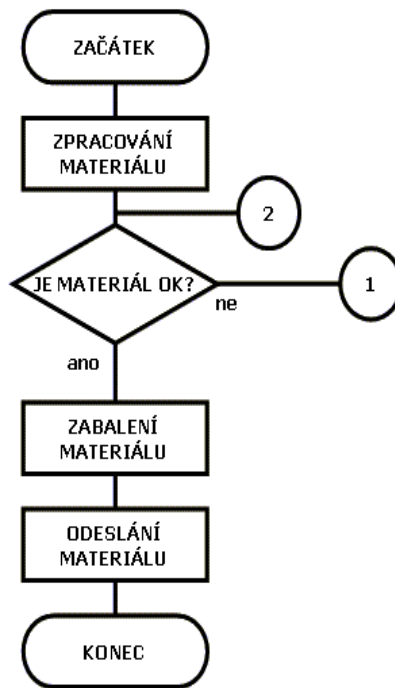 ZAČÁTEK
ZPRACOVÁNÍ
MATERIÁLU
2
JE MATERIÁL OK?
1
ne
ano
ZABALENÍ
MATERIÁLU
ODESLÁNÍ
MATERIÁLU
KONEC